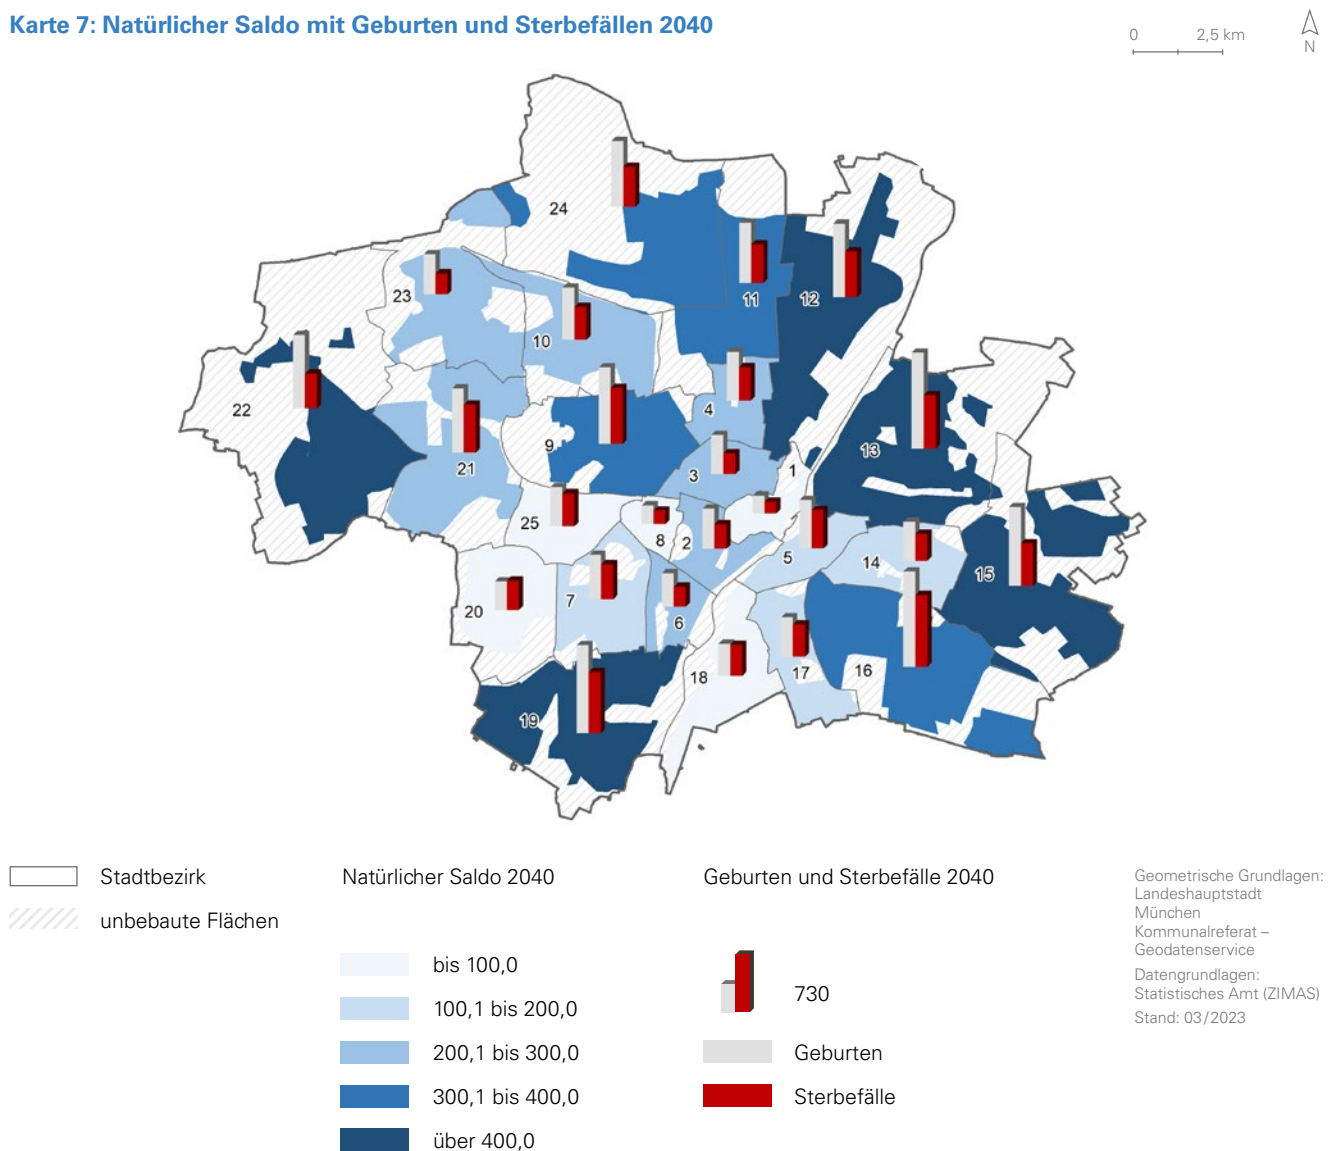 Karte 7: Natürlicher Saldo mit Geburten und Sterbefällen 2040
0 2,5 km
N
24
23
11
12
10
22
4
9
13
21
3
1
25
8
2
5
14
15
20
7
6
18
17
16
19
Stadtbezirk
unbebaute Flächen
Natürlicher Saldo 2040
bis 100,0
100,1 bis 200,0
200,1 bis 300,0
300,1 bis 400,0
über 400,0
Geburten und Sterbefälle 2040
730
Geburten
Sterbefälle
Geometrische Grundlagen:
Landeshauptstadt
München
Kommunalreferat –
Geodatenservice
Datengrundlagen:
Statistisches Amt (ZIMAS)
Stand: 03/2023